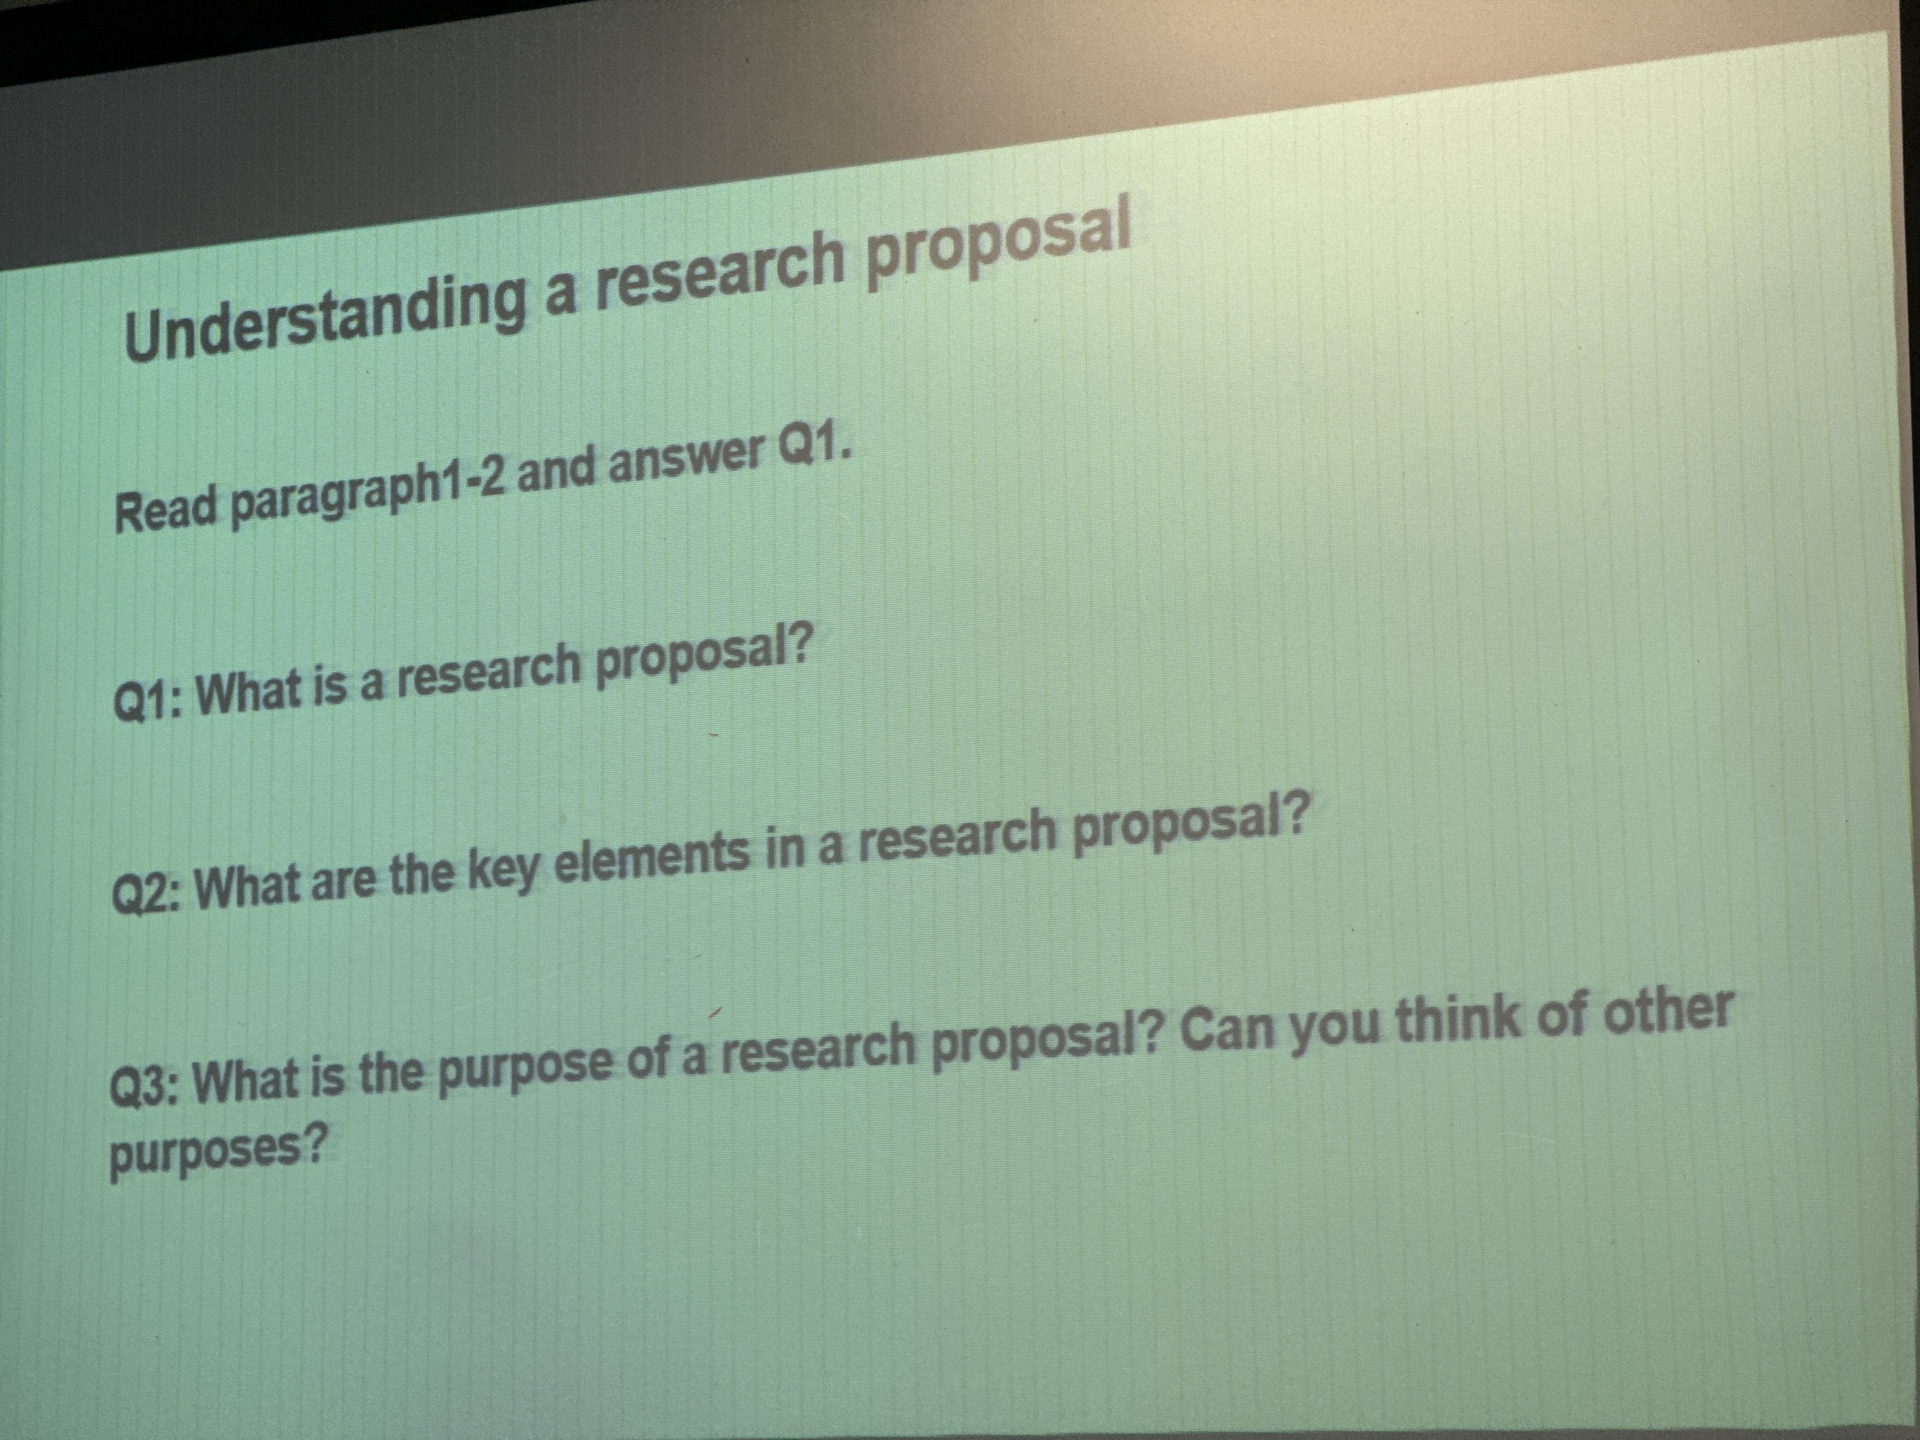 Understanding a research proposal
Read paragraph1-2 and answer Q1.
Q1: What is a research proposal?
Q2: What are the key elements in a research proposal?
Q3: What is the purpose of a research proposal? Can you think of other
purposes?